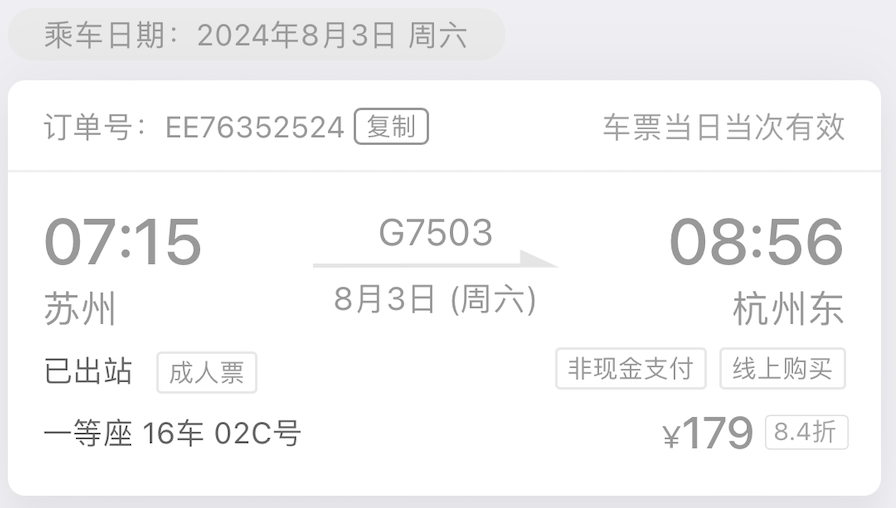 乘车日期：2024年8月3日 周六
订单号：EE76352524 复制 车票当日当次有效
07:15 G7503 08:56
苏州 8月3日 (周六) 杭州东
已出站 成人票 非现金支付 线上购买
一等座 16车 02C号 ¥179 8.4折